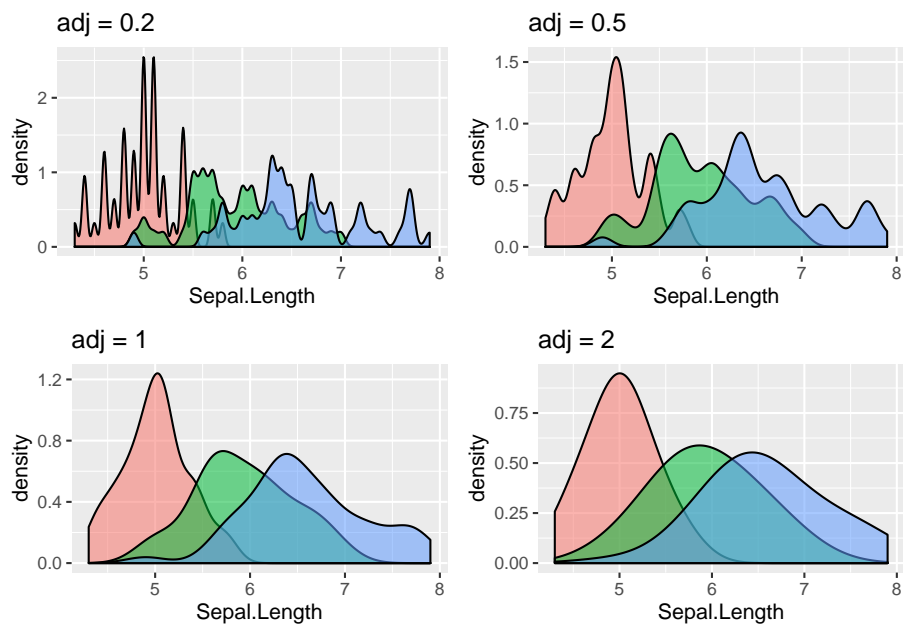 adj = 0.2
density
2
1
0
5
6
7
8
Sepal.Length
adj = 0.5
density
1.5
1.0
0.5
0.0
5
6
7
8
Sepal.Length
adj = 1
density
1.2
0.8
0.4
0.0
5
6
7
8
Sepal.Length
adj = 2
density
0.75
0.50
0.25
0.00
5
6
7
8
Sepal.Length